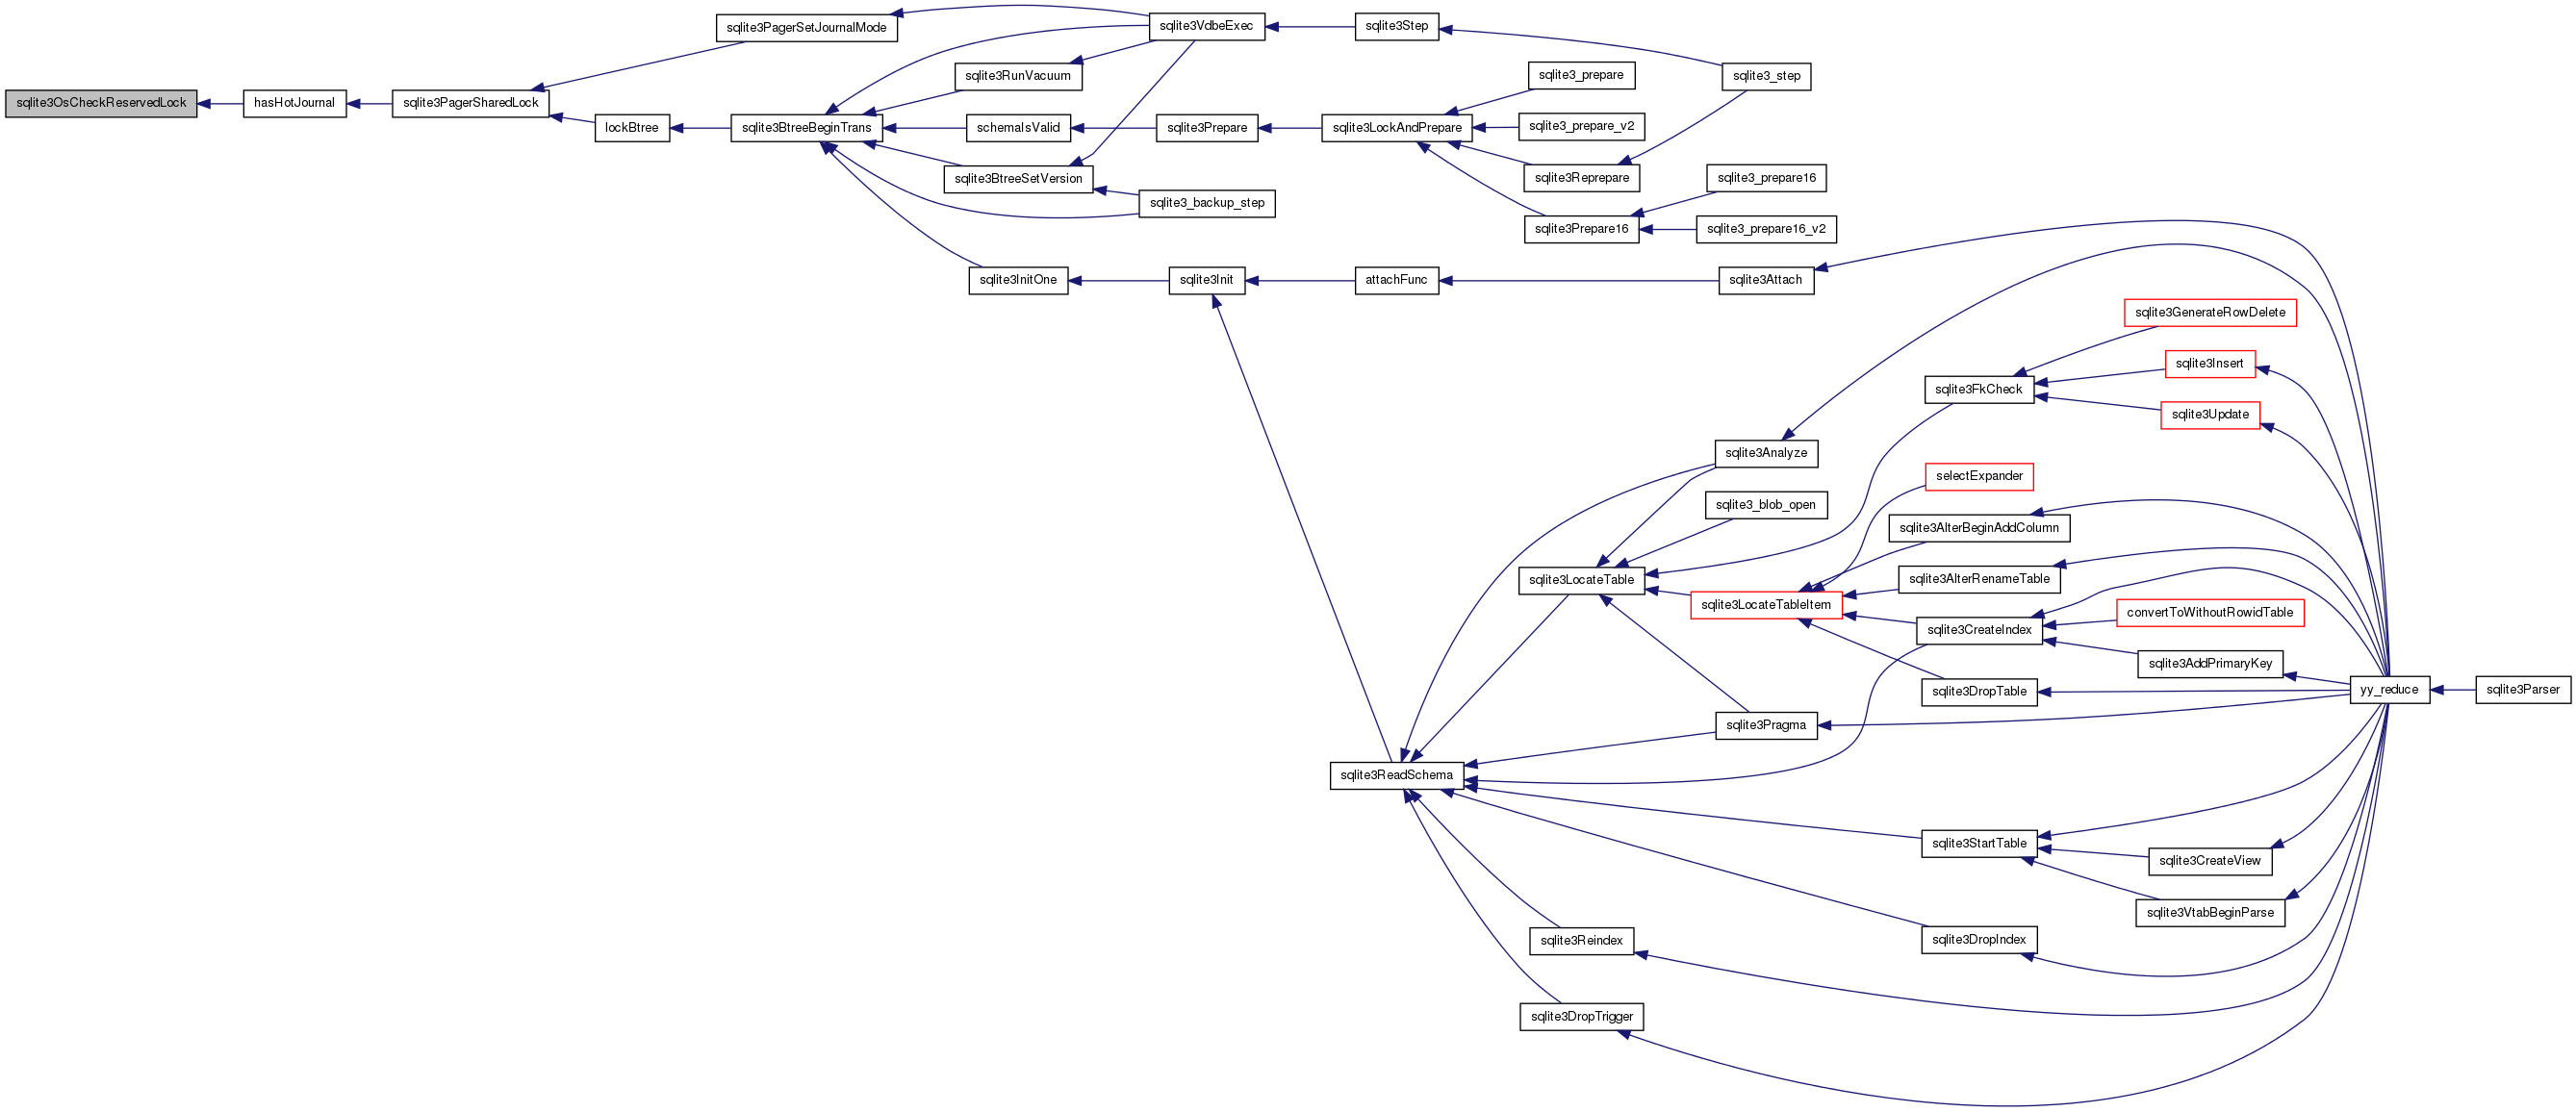 sqlite3OsCheckReservedLock
hasHotJournal
sqlite3PagerSharedLock
sqlite3PagerSetJournalMode
lockBtree
sqlite3BtreeBeginTrans
sqlite3VdbeExec
sqlite3RunVacuum
schemaIsValid
sqlite3BtreeSetVersion
sqlite3_backup_step
sqlite3InitOne
sqlite3Step
sqlite3_step
sqlite3Prepare
sqlite3LockAndPrepare
sqlite3_prepare
sqlite3_prepare_v2
sqlite3Reprepare
sqlite3Prepare16
sqlite3_prepare16
sqlite3_prepare16_v2
sqlite3Init
attachFunc
sqlite3Attach
sqlite3ReadSchema
sqlite3Analyze
sqlite3_blob_open
sqlite3LocateTable
sqlite3LocateTableItem
sqlite3Pragma
sqlite3FkCheck
sqlite3GenerateRowDelete
sqlite3Insert
sqlite3Update
selectExpander
sqlite3AlterBeginAddColumn
sqlite3AlterRenameTable
sqlite3CreateIndex
convertToWithoutRowidTable
sqlite3AddPrimaryKey
sqlite3DropTable
yy_reduce
sqlite3Parser
sqlite3StartTable
sqlite3CreateView
sqlite3VtabBeginParse
sqlite3Reindex
sqlite3DropIndex
sqlite3DropTrigger